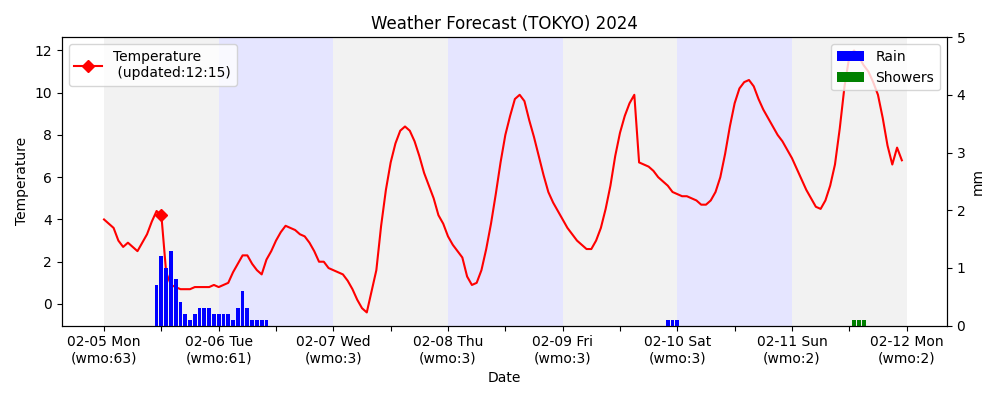 Weather Forecast (TOKYO) 2024
Temperature
(updated:12:15)
Rain
Showers
12
10
8
6
4
2
0
Temperature
5
4
3
2
1
0
mm
02-05 Mon
(wmo:63)
02-06 Tue
(wmo:61)
02-07 Wed
(wmo:3)
02-08 Thu
(wmo:3)
02-09 Fri
(wmo:3)
02-10 Sat
(wmo:3)
02-11 Sun
(wmo:2)
02-12 Mon
(wmo:2)
Date